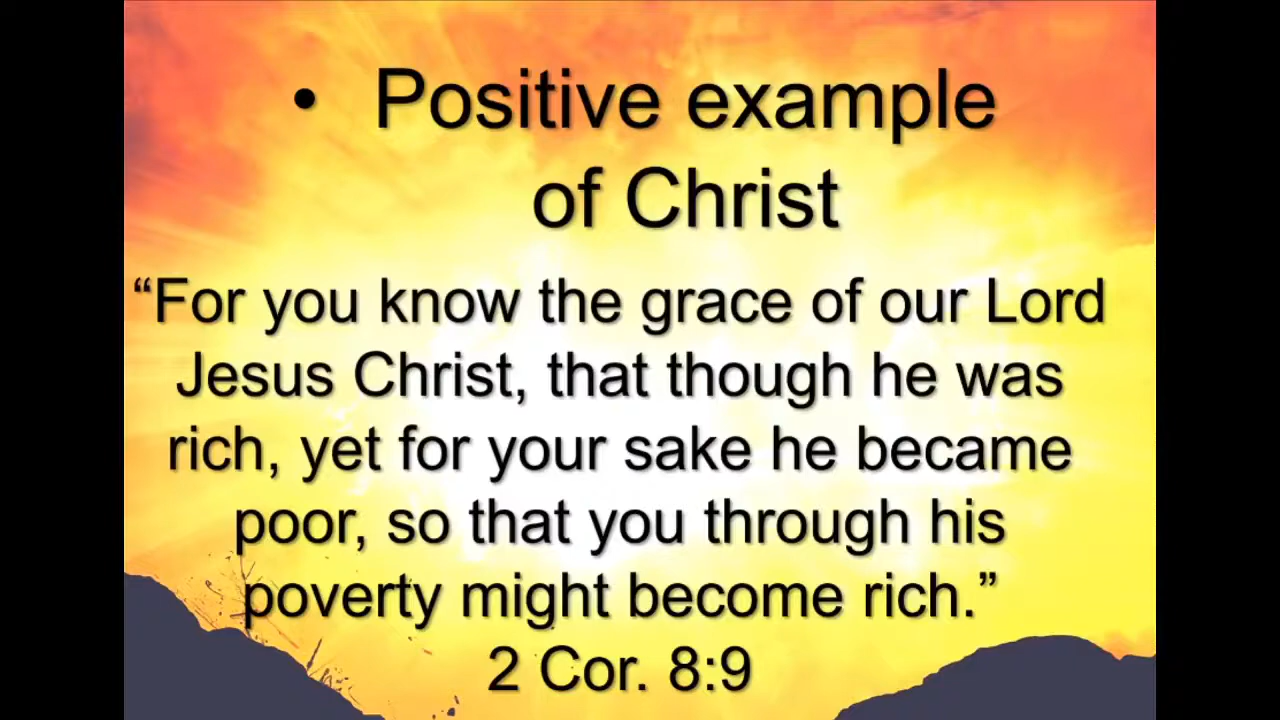 • Positive example
of Christ
“For you know the grace of our Lord
Jesus Christ, that though he was
rich, yet for your sake he became
poor, so that you through his
poverty might become rich.”
2 Cor. 8:9